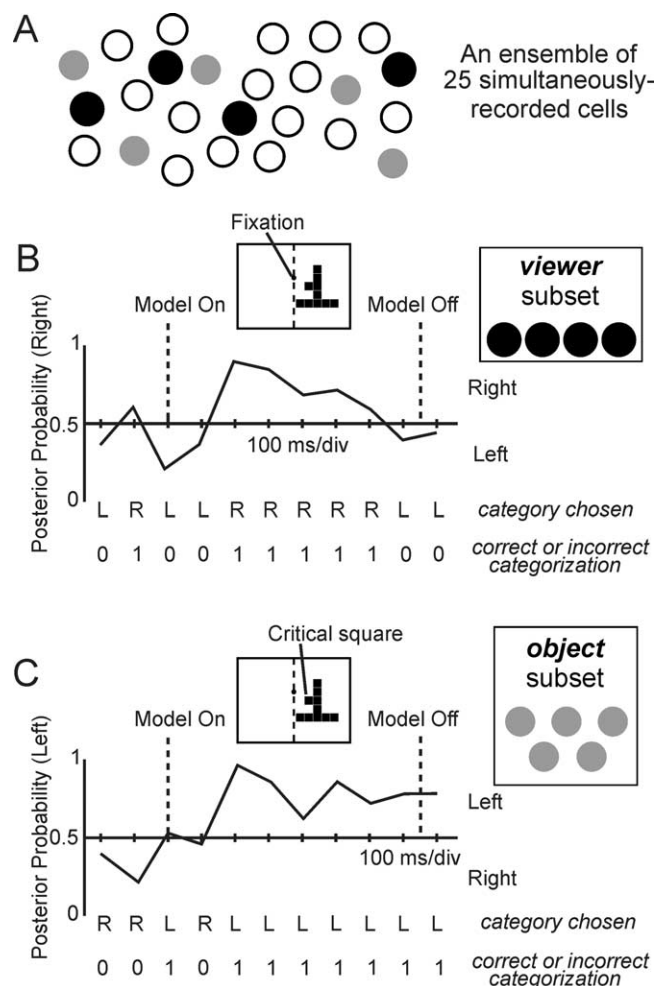 A
An ensemble of
25 simultaneously-
recorded cells
B
Fixation
Model On
Model Off
viewer
subset
Posterior Probability (Right)
1
0.5
0
Right
100 ms/div
Left
L R L L R R R R R L L category chosen
0 1 0 0 1 1 1 1 1 0 0 correct or incorrect
categorization
C
Critical square
Model On
Model Off
object
subset
Posterior Probability (Left)
1
0.5
0
Left
100 ms/div
Right
R R L R L L L L L L L category chosen
0 0 1 0 1 1 1 1 1 1 1 correct or incorrect
categorization